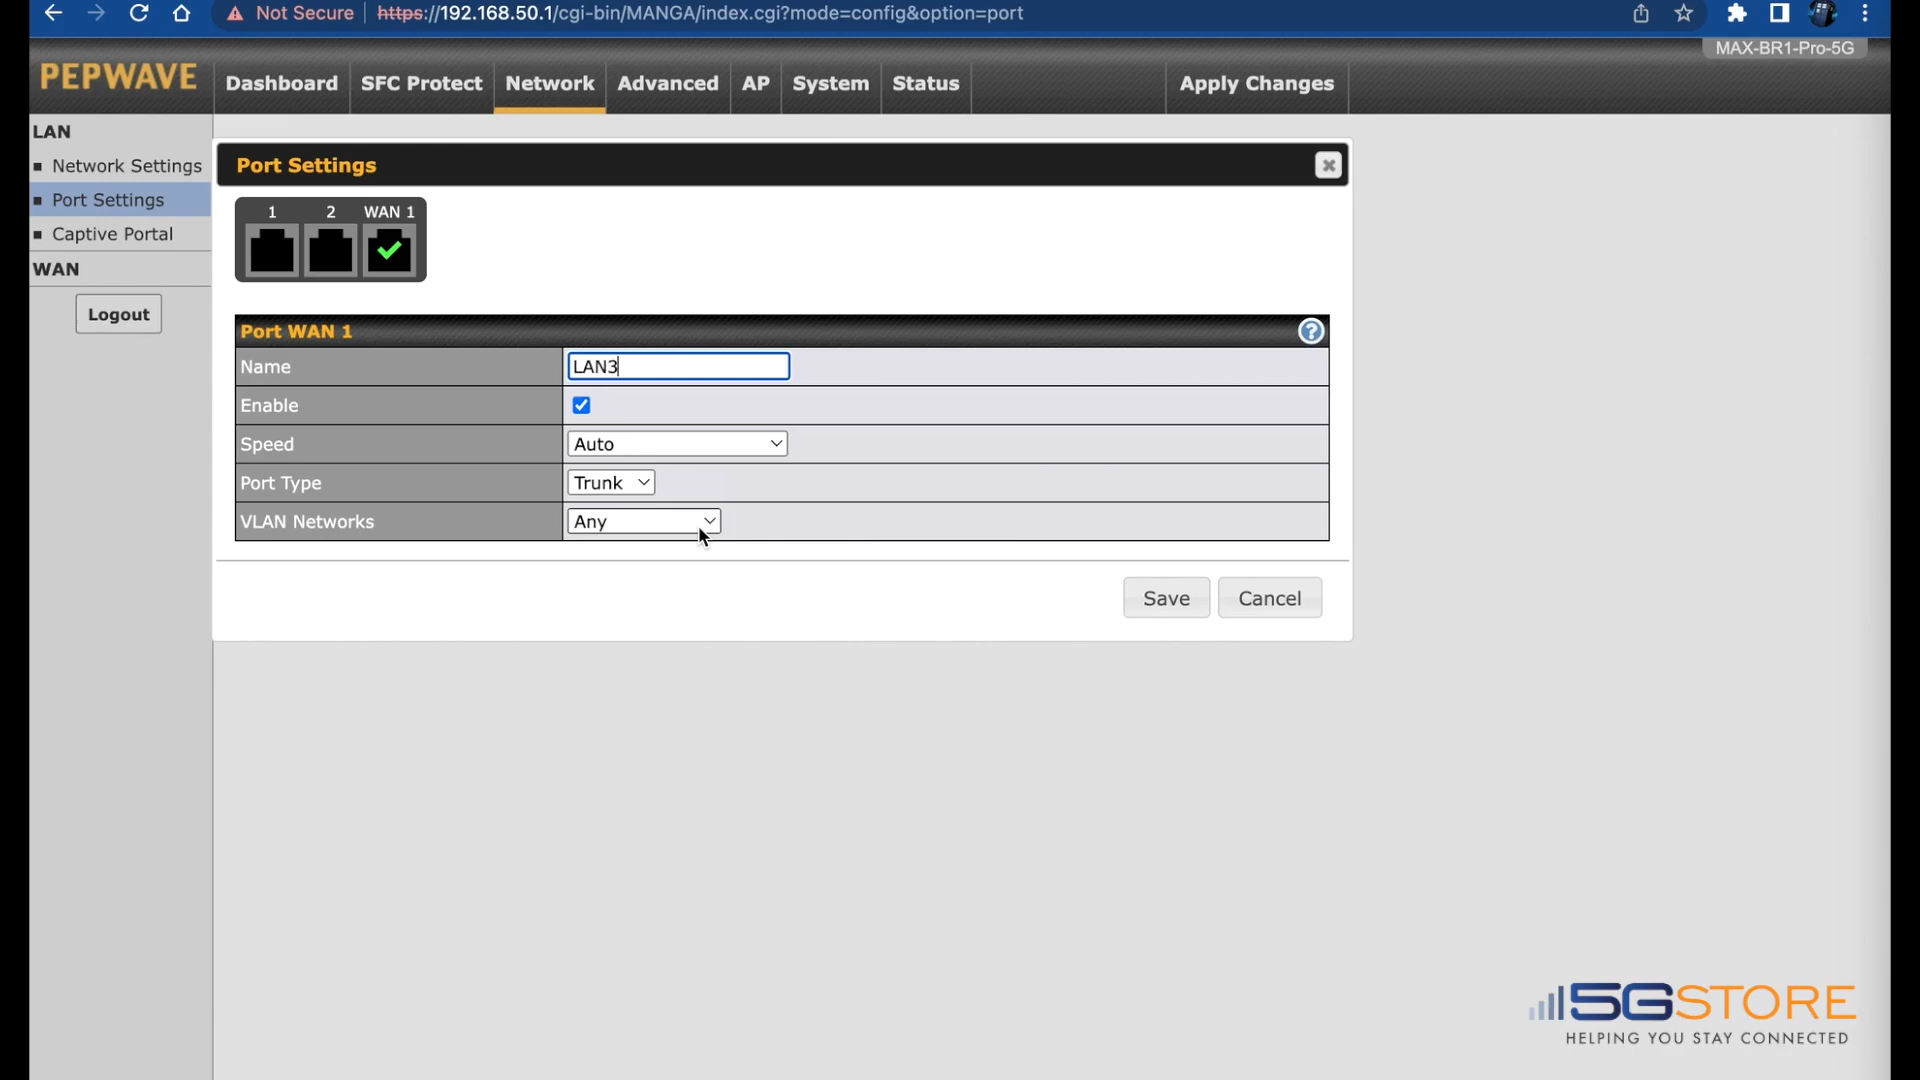 Not Secure https://192.168.50.1/cgi-bin/MANGA/index.cgi?mode=config&option=port
MAX-BR1-Pro-5G
PEPWAVE Dashboard SFC Protect Network Advanced AP System Status Apply Changes
LAN
Network Settings
Port Settings
Captive Portal
WAN
Logout
Port Settings
1 2 WAN 1
Port WAN 1
Name LAN3
Enable
Speed Auto
Port Type Trunk
VLAN Networks Any
Save Cancel
5GSTORE
HELPING YOU STAY CONNECTED